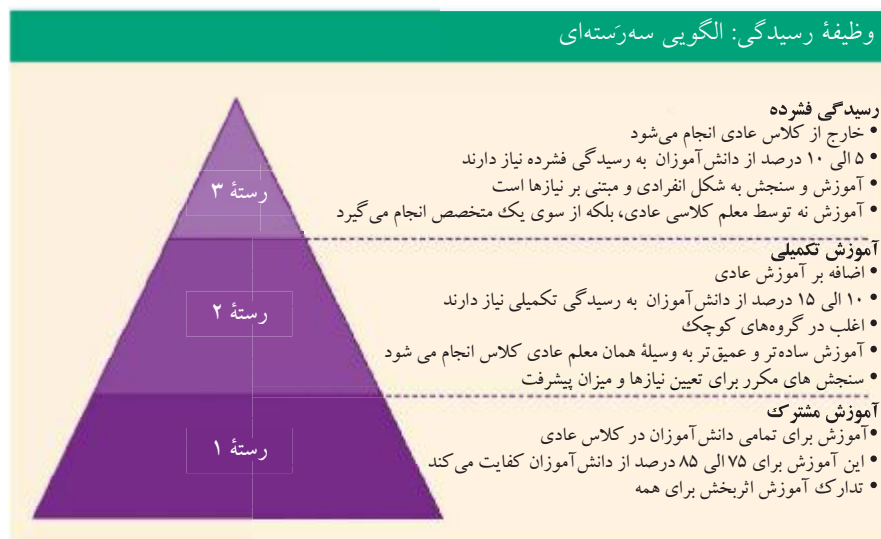 وظیفهٔ رسیدگی: الگویی سه‌رَسته‌ای
رسیدگی فشرده
• خارج از کلاس عادی انجام می‌شود
• ۵ الی ۱۰ درصد از دانش‌آموزان به رسیدگی فشرده نیاز دارند
• آموزش و سنجش به شکل انفرادی و مبتنی بر نیازها است
• آموزش نه توسط معلم کلاسی عادی، بلکه از سوی یک متخصص انجام می‌گیرد
رستهٔ ۳
آموزش تکمیلی
• اضافه بر آموزش عادی
• ۱۰ الی ۱۵ درصد از دانش‌آموزان به رسیدگی تکمیلی نیاز دارند
• اغلب در گروه‌های کوچک
• آموزش ساده‌تر و عمیق‌تر به وسیلهٔ همان معلم عادی کلاس انجام می شود
• سنجش های مکرر برای تعیین نیازها و میزان پیشرفت
رستهٔ ۲
آموزش مشترک
• آموزش برای تمامی دانش‌آموزان در کلاس عادی
• این آموزش برای ۷۵ الی ۸۵ درصد از دانش‌آموزان کفایت می‌کند
• تدارک آموزش اثربخش برای همه
رستهٔ ۱